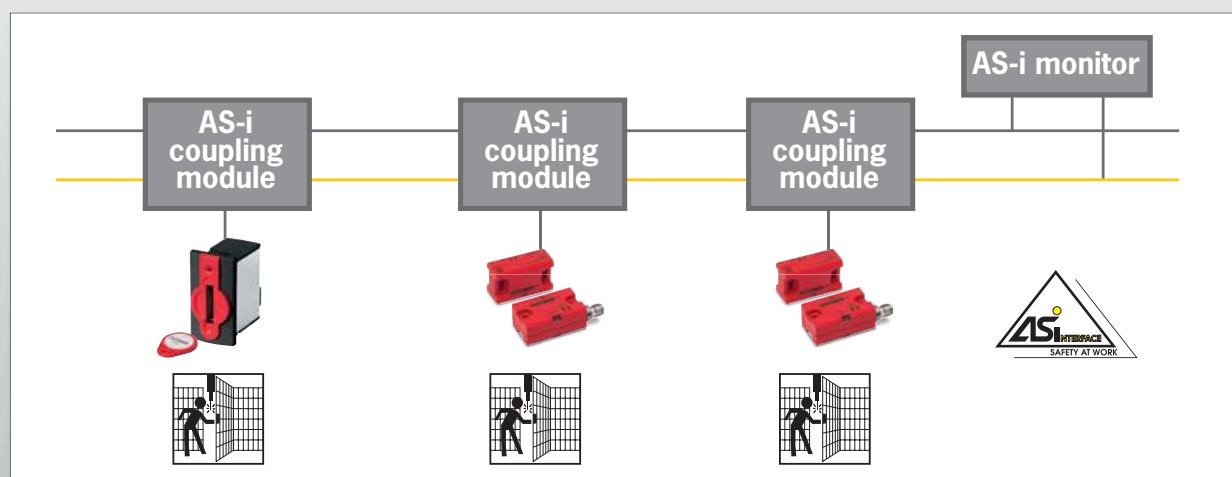 AS-i monitor
AS-i
coupling
module
AS-i
coupling
module
AS-i
coupling
module
ASi INTERFACE
SAFETY AT WORK